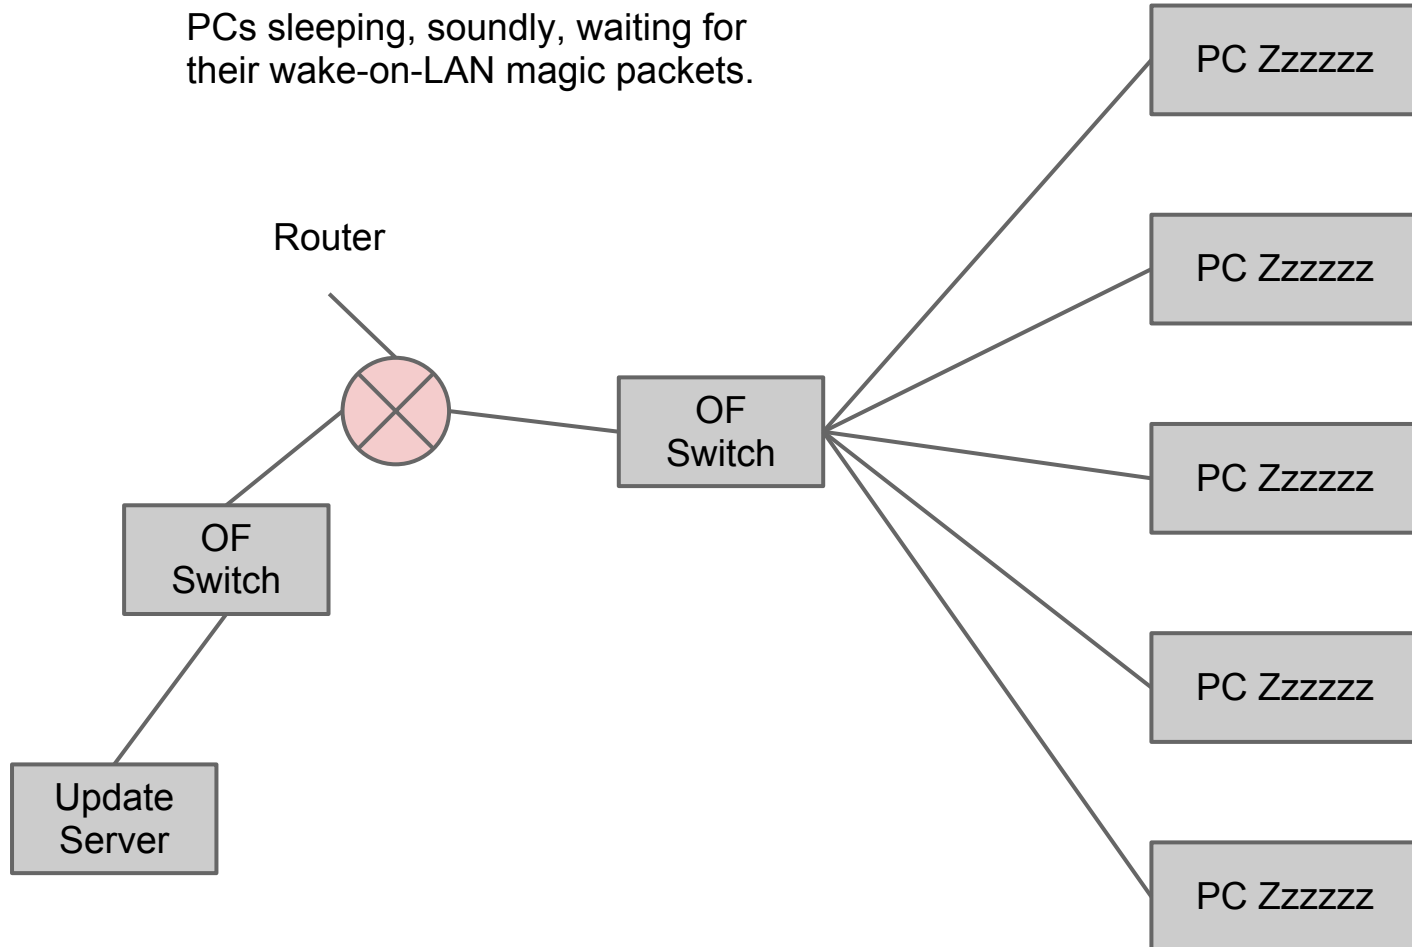 PCs sleeping, soundly, waiting for
their wake-on-LAN magic packets.
PC Zzzzzz
Router
PC Zzzzzz
OF
Switch
PC Zzzzzz
OF
Switch
PC Zzzzzz
Update
Server
PC Zzzzzz